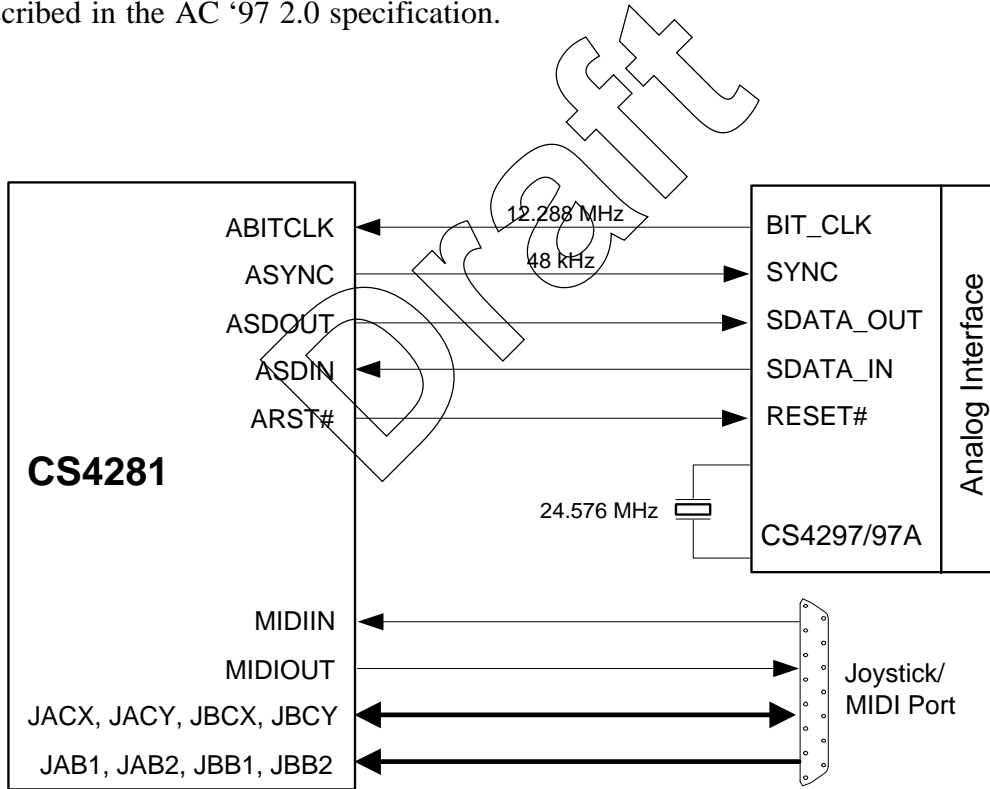 scribed in the AC ‘97 2.0 specification.
Draft
ABITCLK
12.288 MHz
BIT_CLK
ASYNC
48 kHz
SYNC
ASDOUT
SDATA_OUT
ASDIN
SDATA_IN
ARST#
RESET#
Analog Interface
CS4281
24.576 MHz
CS4297/97A
MIDIIN
MIDIOUT
Joystick/
MIDI Port
JACX, JACY, JBCX, JBCY
JAB1, JAB2, JBB1, JBB2